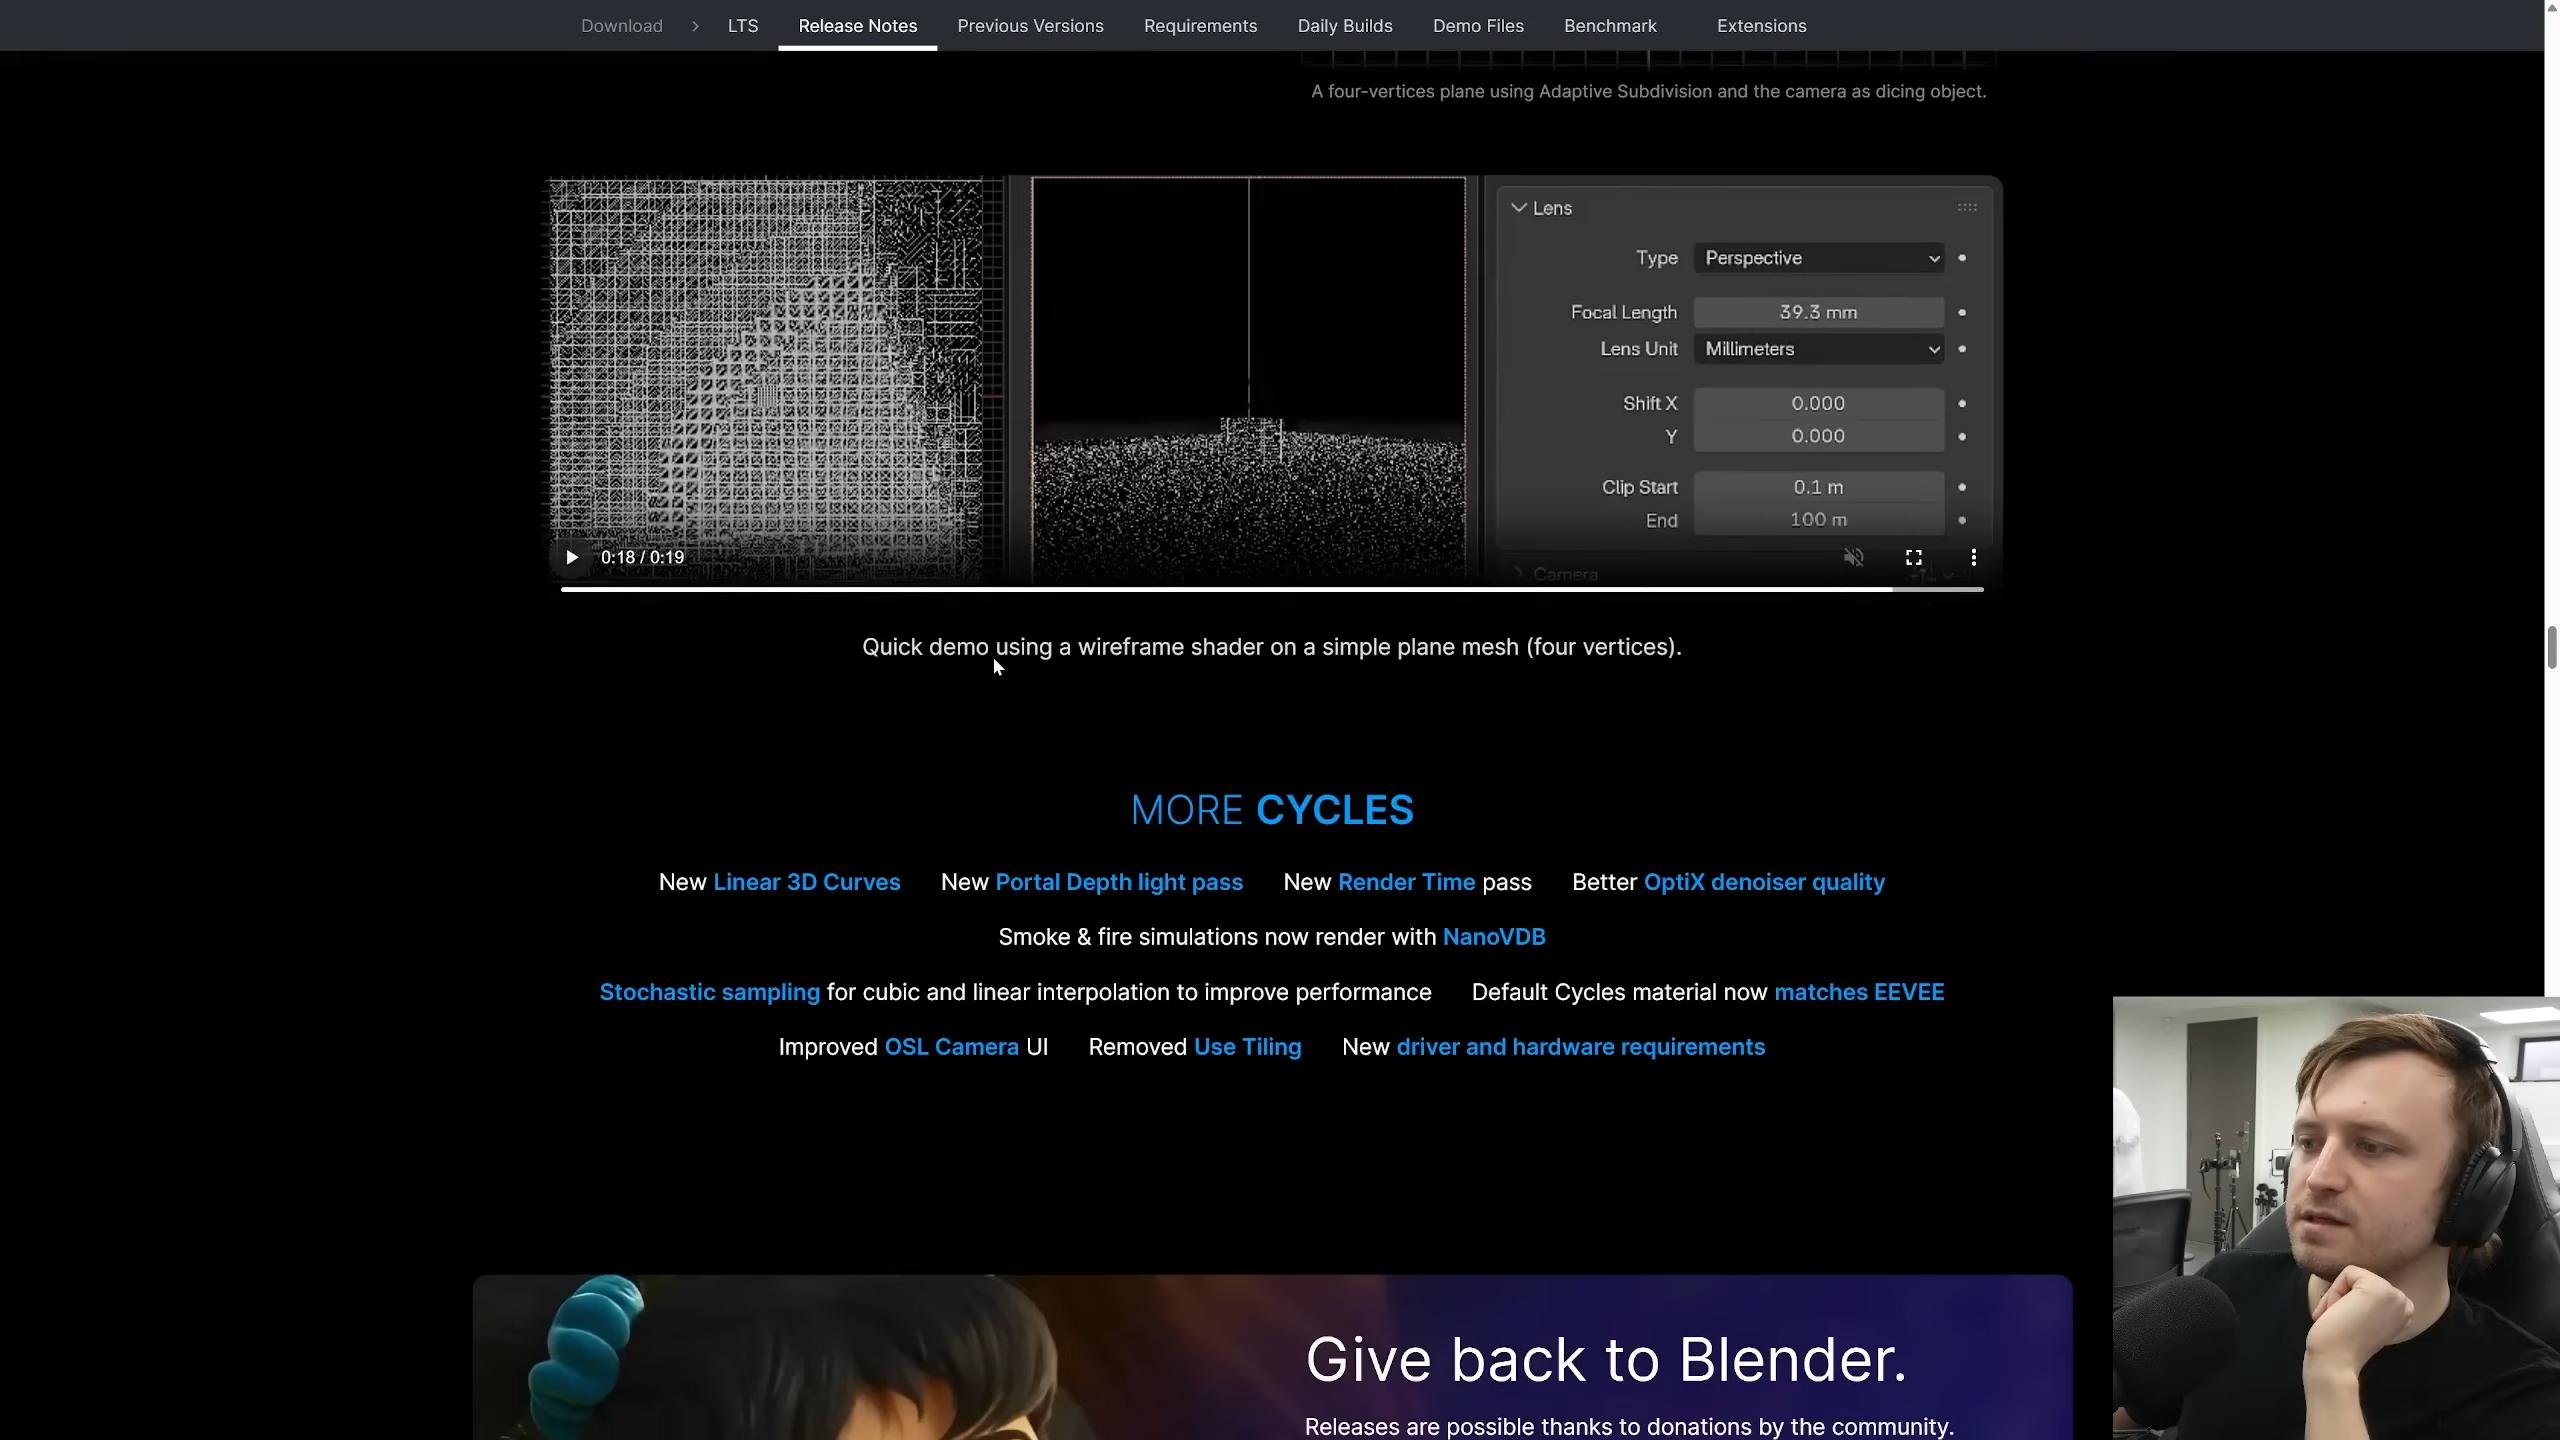 Download > LTS Release Notes Previous Versions Requirements Daily Builds Demo Files Benchmark Extensions
A four-vertices plane using Adaptive Subdivision and the camera as dicing object.
Lens
Type Perspective
Focal Length 39.3 mm
Lens Unit Millimeters
Shift X 0.000
Y 0.000
Clip Start 0.1 m
End 100 m
Camera
0:18 / 0:19
Quick demo using a wireframe shader on a simple plane mesh (four vertices).
MORE CYCLES
New Linear 3D Curves New Portal Depth light pass New Render Time pass Better OptiX denoiser quality
Smoke & fire simulations now render with NanoVDB
Stochastic sampling for cubic and linear interpolation to improve performance Default Cycles material now matches EEVEE
Improved OSL Camera UI Removed Use Tiling New driver and hardware requirements
Give back to Blender.
Releases are possible thanks to donations by the community.